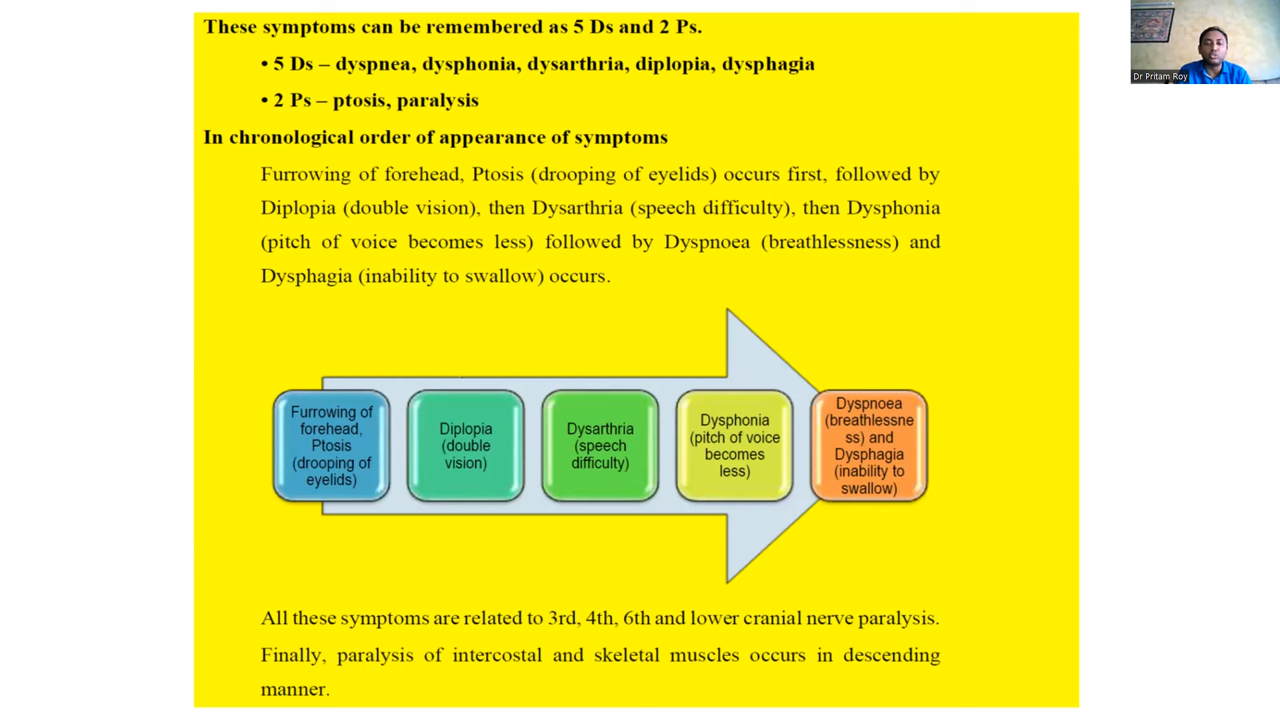 These symptoms can be remembered as 5 Ds and 2 Ps.
• 5 Ds – dyspnea, dysphonia, dysarthria, diplopia, dysphagia
• 2 Ps – ptosis, paralysis
In chronological order of appearance of symptoms
Furrowing of forehead, Ptosis (drooping of eyelids) occurs first, followed by
Diplopia (double vision), then Dysarthria (speech difficulty), then Dysphonia
(pitch of voice becomes less) followed by Dyspnoea (breathlessness) and
Dysphagia (inability to swallow) occurs.
Furrowing of
forehead,
Ptosis
(drooping of
eyelids)
Diplopia
(double
vision)
Dysarthria
(speech
difficulty)
Dysphonia
(pitch of voice
becomes
less)
Dyspnoea
(breathlessne
ss) and
Dysphagia
(inability to
swallow)
All these symptoms are related to 3rd, 4th, 6th and lower cranial nerve paralysis.
Finally, paralysis of intercostal and skeletal muscles occurs in descending
manner.
Dr Pritam Roy